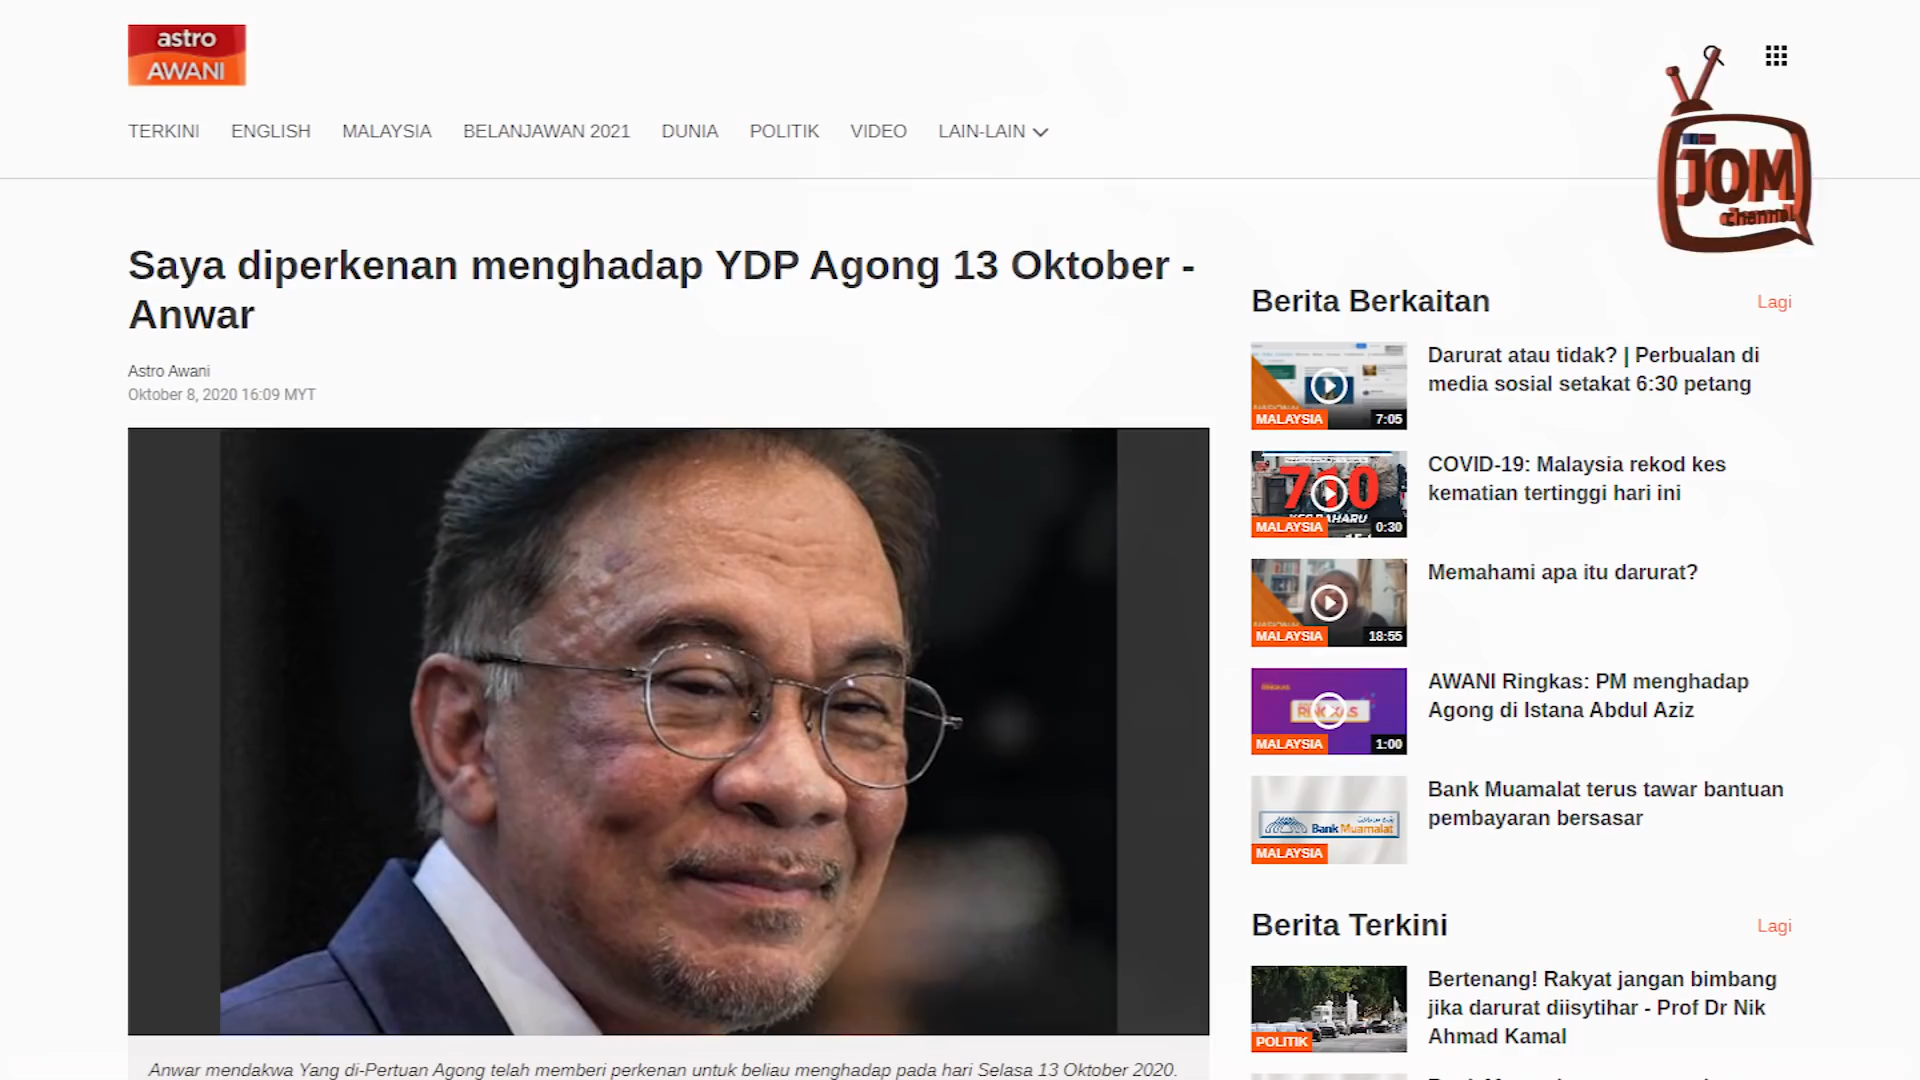 astro
AWANI
TERKINI ENGLISH MALAYSIA BELANJAWAN 2021 DUNIA POLITIK VIDEO LAIN-LAIN
JOM
channel
Saya diperkenan menghadap YDP Agong 13 Oktober -
Anwar
Astro Awani
Oktober 8, 2020 16:09 MYT
Anwar mendakwa Yang di-Pertuan Agong telah memberi perkenan untuk beliau menghadap pada hari Selasa 13 Oktober 2020.
Berita Berkaitan Lagi
Darurat atau tidak? | Perbualan di
media sosial setakat 6:30 petang
MALAYSIA 7:05
COVID-19: Malaysia rekod kes
kematian tertinggi hari ini
710
KES BAHARU
MALAYSIA 0:30
Memahami apa itu darurat?
MALAYSIA 18:55
AWANI Ringkas: PM menghadap
Agong di Istana Abdul Aziz
RINGKAS
MALAYSIA 1:00
Bank Muamalat terus tawar bantuan
pembayaran bersasar
Bank Muamalat
MALAYSIA
Berita Terkini Lagi
Bertenang! Rakyat jangan bimbang
jika darurat diisytihar - Prof Dr Nik
Ahmad Kamal
POLITIK